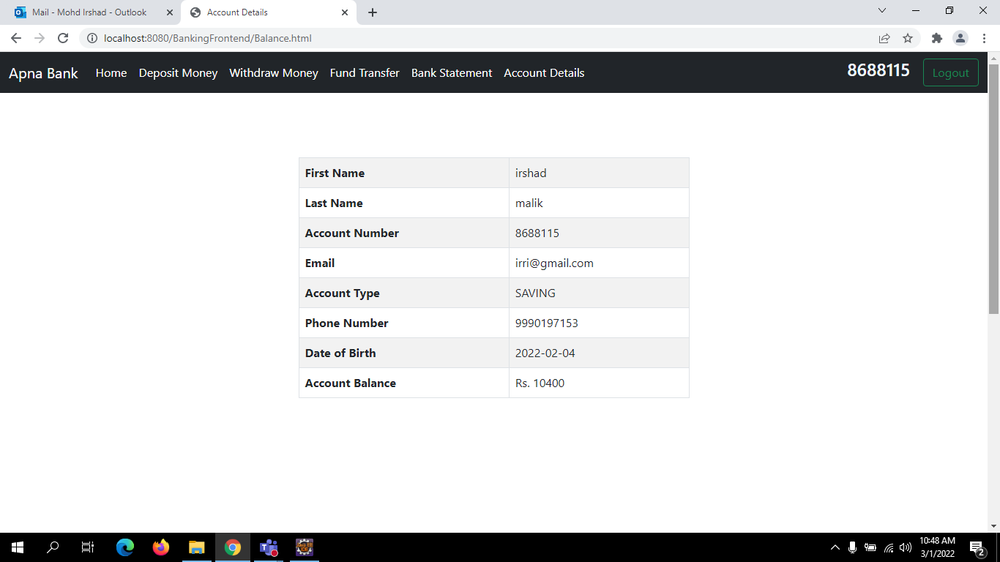 Mail - Mohd Irshad - Outlook
Account Details
localhost:8080/BankingFrontend/Balance.html
Apna Bank Home Deposit Money Withdraw Money Fund Transfer Bank Statement Account Details 8688115 Logout
First Name irshad
Last Name malik
Account Number 8688115
Email irri@gmail.com
Account Type SAVING
Phone Number 9990197153
Date of Birth 2022-02-04
Account Balance Rs. 10400
10:48 AM
3/1/2022
2